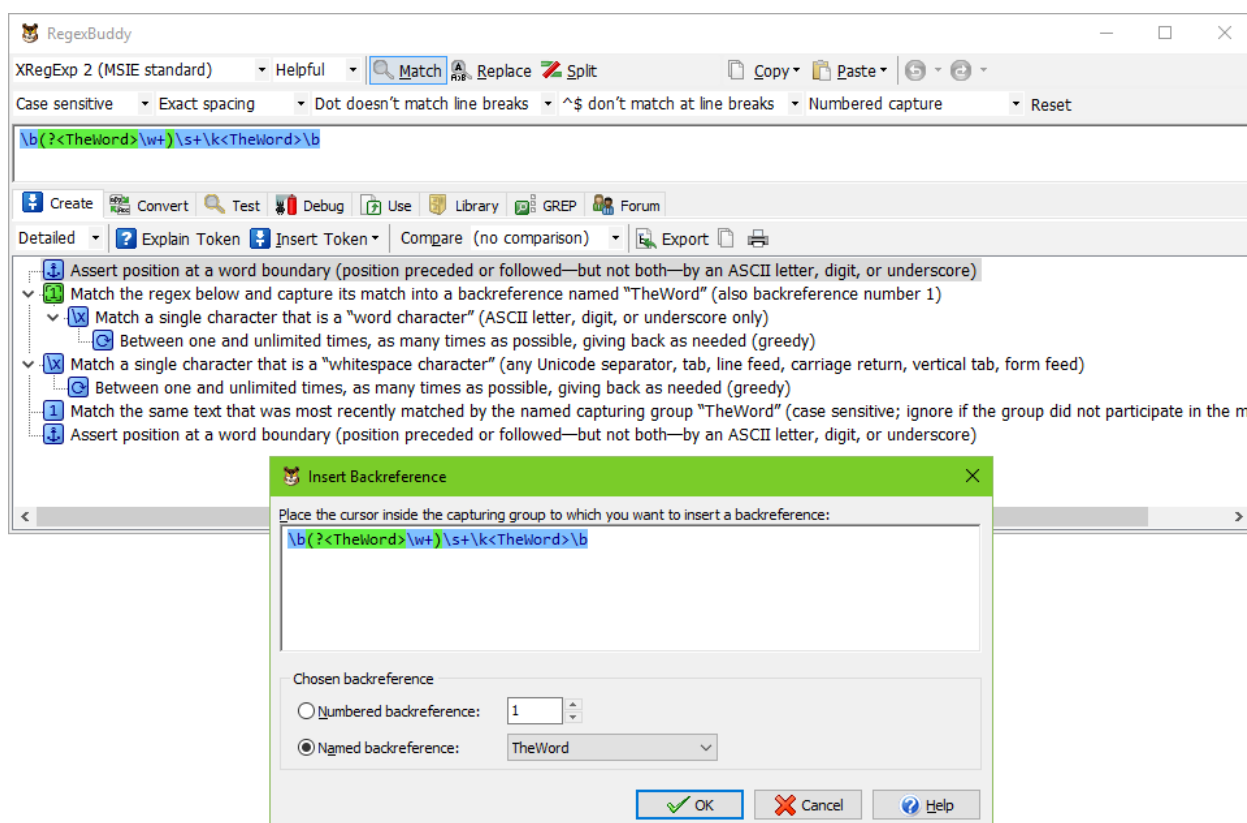 RegexBuddy
XRegExp 2 (MSIE standard) Helpful Match Replace Split Copy Paste
Case sensitive Exact spacing Dot doesn't match line breaks ^$ don't match at line breaks Numbered capture Reset
\b(?<TheWord>\w+)\s+\k<TheWord>\b
Create Convert Test Debug Use Library GREP Forum
Detailed Explain Token Insert Token Compare (no comparison) Export
Assert position at a word boundary (position preceded or followed—but not both—by an ASCII letter, digit, or underscore)
Match the regex below and capture its match into a backreference named “TheWord” (also backreference number 1)
Match a single character that is a “word character” (ASCII letter, digit, or underscore only)
Between one and unlimited times, as many times as possible, giving back as needed (greedy)
Match a single character that is a “whitespace character” (any Unicode separator, tab, line feed, carriage return, vertical tab, form feed)
Between one and unlimited times, as many times as possible, giving back as needed (greedy)
Match the same text that was most recently matched by the named capturing group “TheWord” (case sensitive; ignore if the group did not participate in the m
Assert position at a word boundary (position preceded or followed—but not both—by an ASCII letter, digit, or underscore)
Insert Backreference
Place the cursor inside the capturing group to which you want to insert a backreference:
\b(?<TheWord>\w+)\s+\k<TheWord>\b
Chosen backreference
Numbered backreference: 1
Named backreference: TheWord
OK Cancel Help